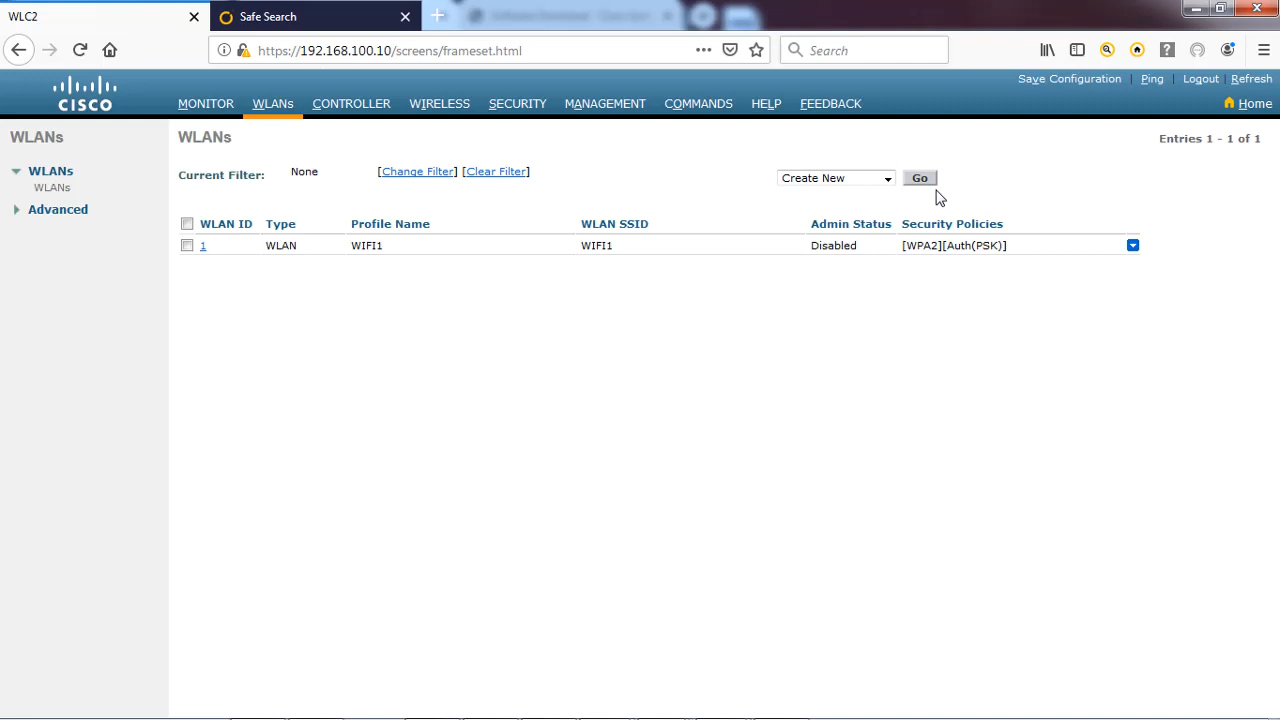 WLC2
Safe Search
https://192.168.100.10/screens/frameset.html
Search
Save Configuration | Ping | Logout | Refresh
CISCO
MONITOR WLANs CONTROLLER WIRELESS SECURITY MANAGEMENT COMMANDS HELP FEEDBACK
Home
WLANs
WLANs
WLANs
Advanced
WLANs
Entries 1 - 1 of 1
Current Filter: None [Change Filter] [Clear Filter]
Create New Go
WLAN ID Type Profile Name WLAN SSID Admin Status Security Policies
1 WLAN WIFI1 WIFI1 Disabled [WPA2][Auth(PSK)]